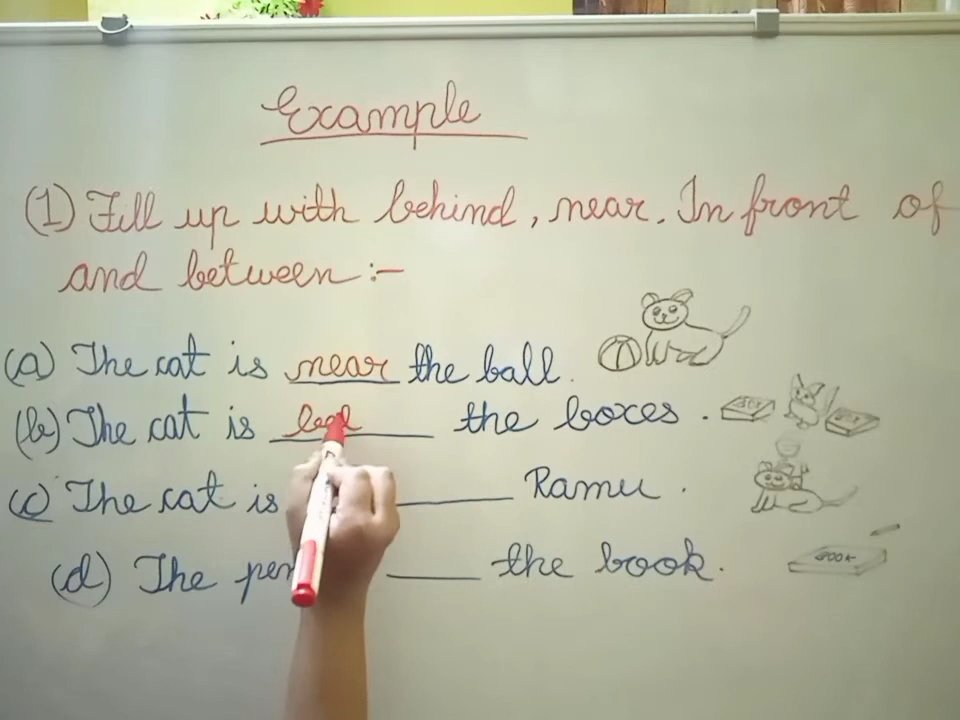 Example
(1) Fill up with behind, near. In front of
and between :-
(a) The cat is near the ball.
(b) The cat is the boxes.
(c) The cat is Ramu.
(d) The the book.
BOOK